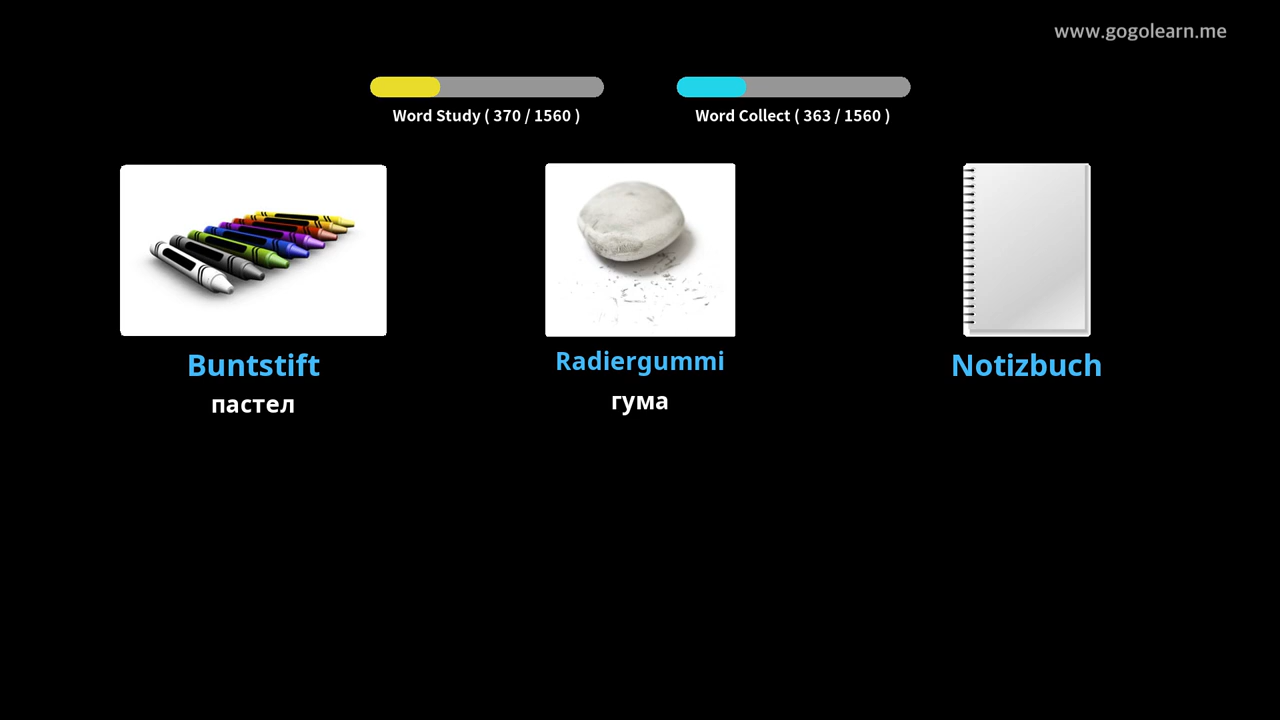 www.gogolearn.me
Word Study ( 370 / 1560 )
Word Collect ( 363 / 1560 )
Buntstift
пастел
Radiergummi
гума
Notizbuch